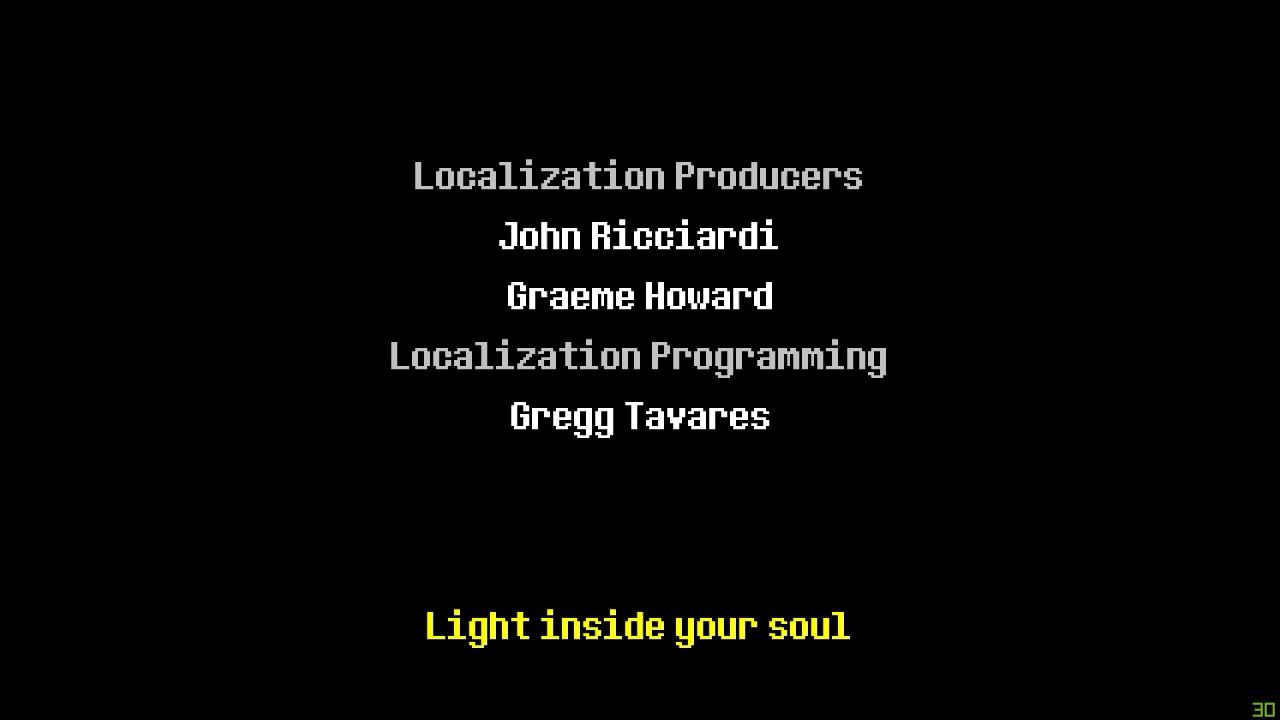 Localization Producers
John Ricciardi
Graeme Howard
Localization Programming
Gregg Tavares
Light inside your soul
30